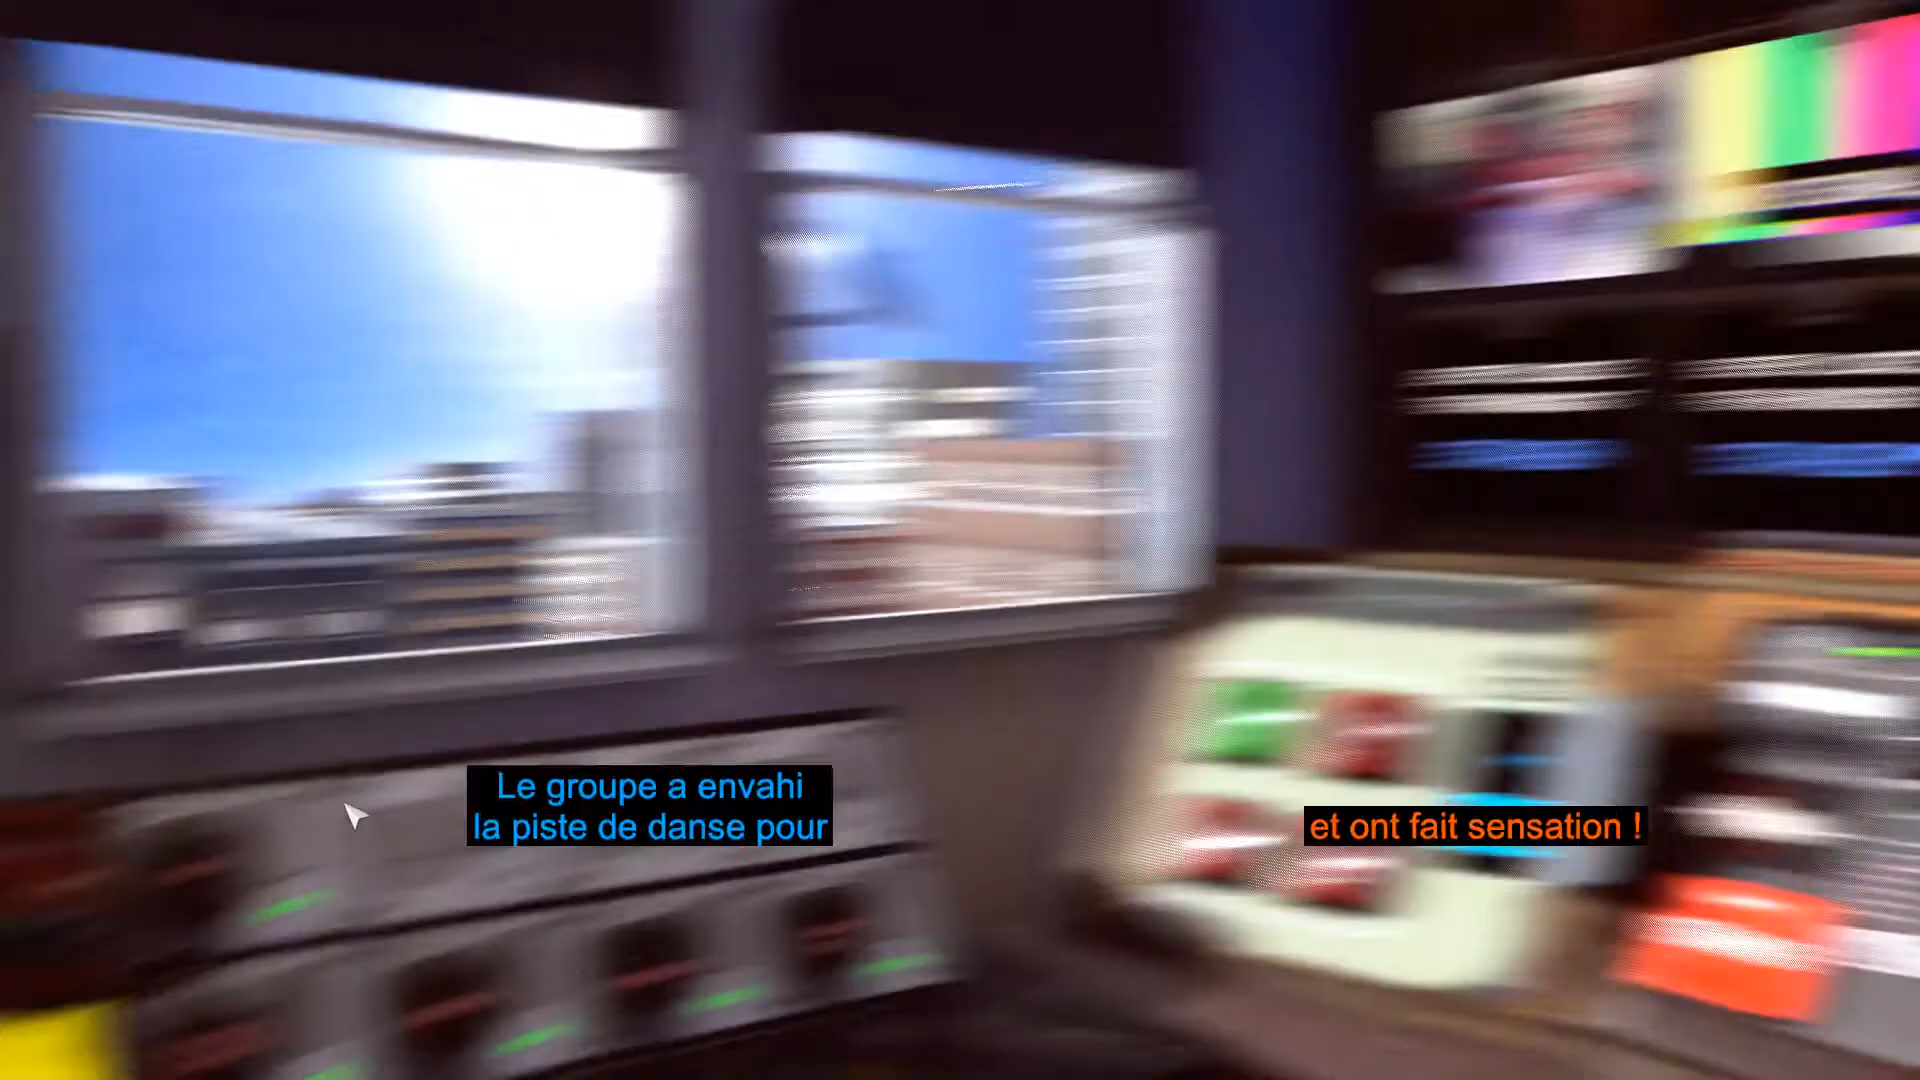 Le groupe a envahi
la piste de danse pour
et ont fait sensation !